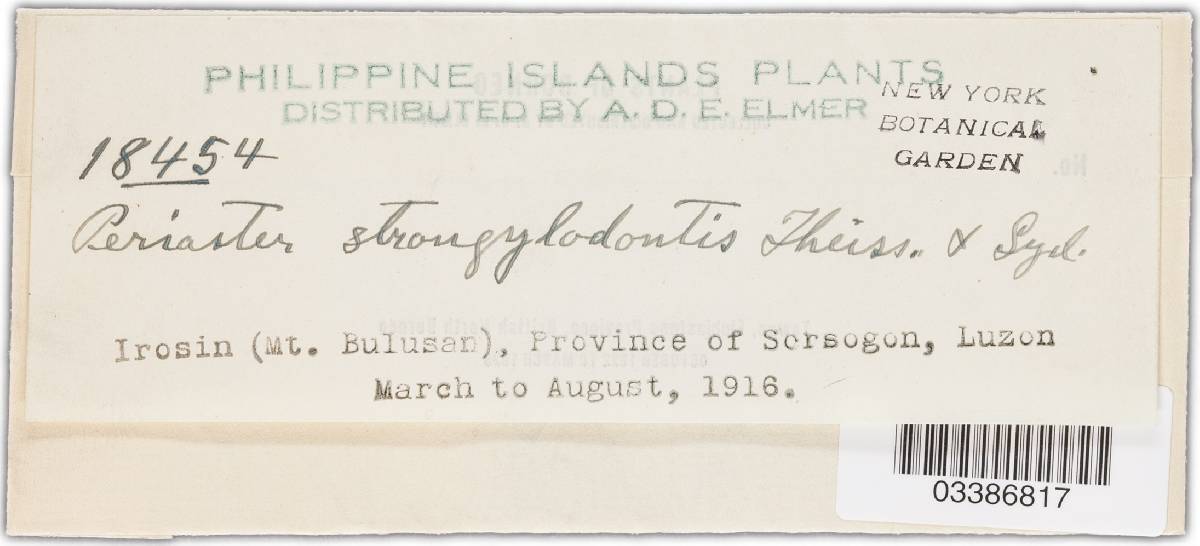 PHILIPPINE ISLANDS PLANTS
DISTRIBUTED BY A. D. E. ELMER
NEW YORK
BOTANICAL
GARDEN
18454
Periaster strongylodontis Theiss. & Syd.
Irosin (Mt. Bulusan), Province of Sorsogon, Luzon
March to August, 1916.
03386817